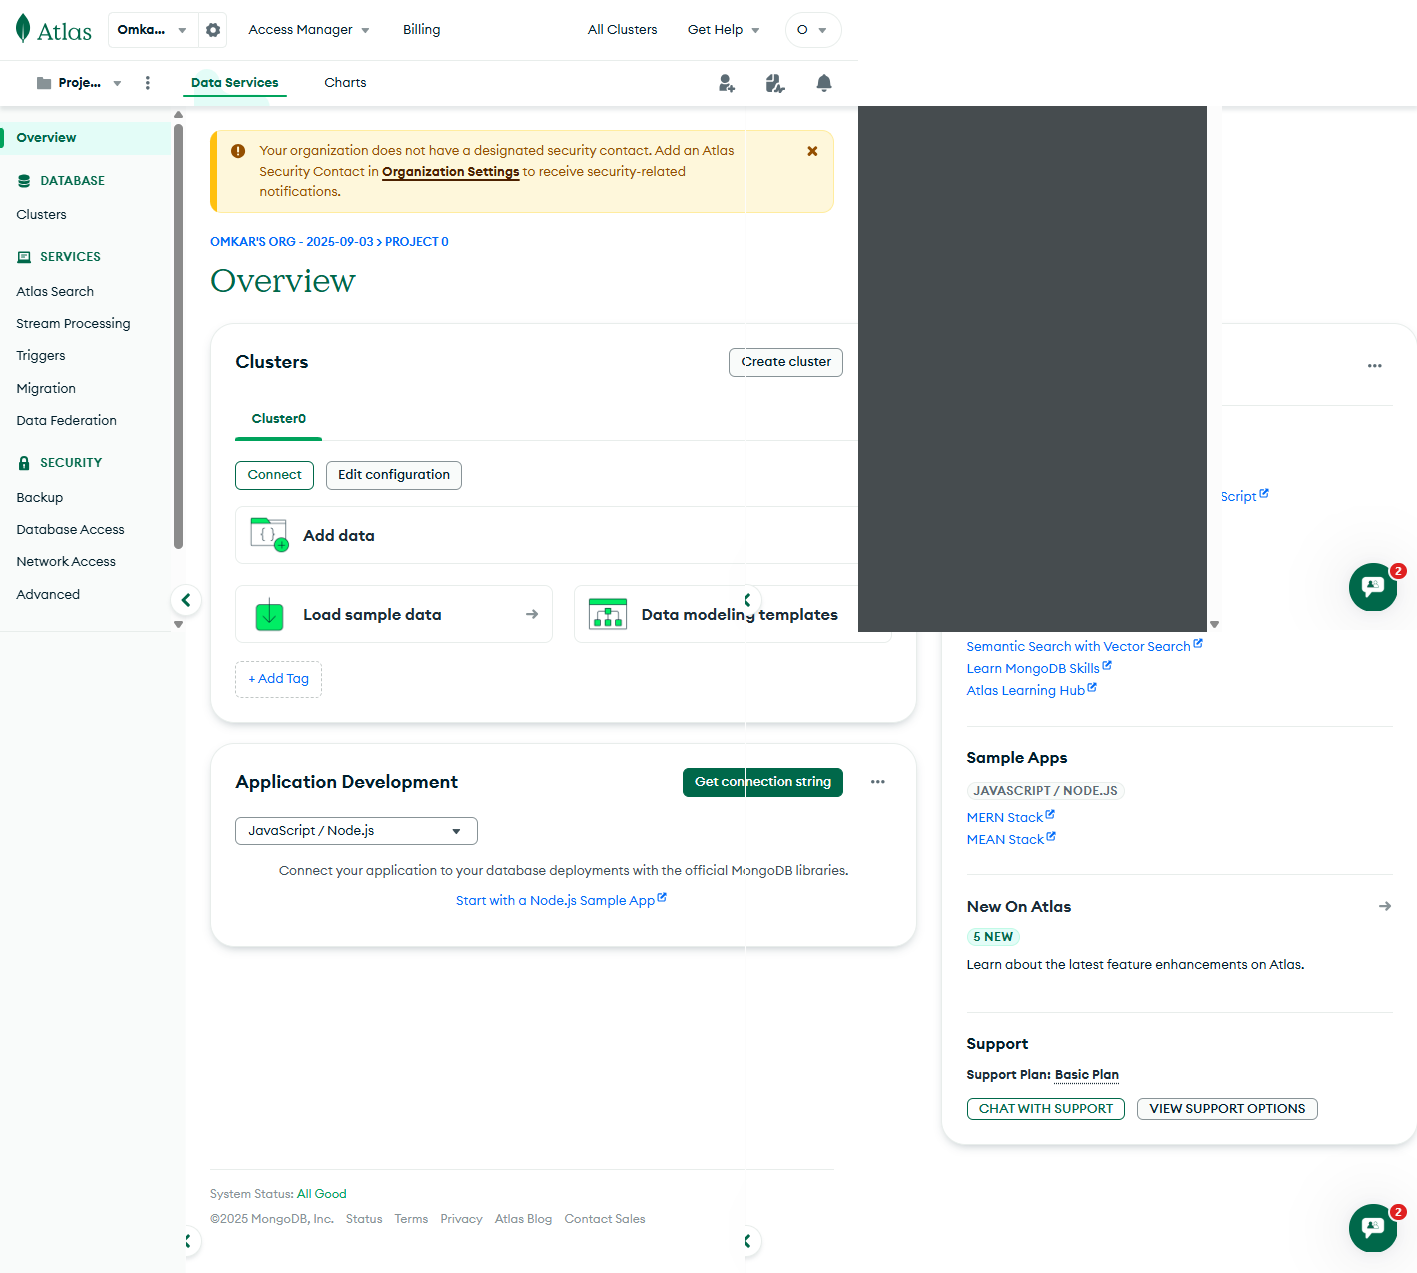 Atlas
Omka...
Access Manager
Billing
All Clusters
Get Help
O
Proje...
Data Services
Charts
Overview
DATABASE
Clusters
SERVICES
Atlas Search
Stream Processing
Triggers
Migration
Data Federation
SECURITY
Backup
Database Access
Network Access
Advanced
Your organization does not have a designated security contact. Add an Atlas
Security Contact in Organization Settings to receive security-related
notifications.
OMKAR'S ORG - 2025-09-03 > PROJECT 0
Overview
Clusters
Create cluster
Cluster0
Connect
Edit configuration
Add data
Load sample data
Data modeling templates
+ Add Tag
Application Development
Get connection string
JavaScript / Node.js
Connect your application to your database deployments with the official MongoDB libraries.
Start with a Node.js Sample App
Script
2
Semantic Search with Vector Search
Learn MongoDB Skills
Atlas Learning Hub
Sample Apps
JAVASCRIPT / NODE.JS
MERN Stack
MEAN Stack
New On Atlas
5 NEW
Learn about the latest feature enhancements on Atlas.
Support
Support Plan: Basic Plan
CHAT WITH SUPPORT
VIEW SUPPORT OPTIONS
System Status: All Good
©2025 MongoDB, Inc. Status Terms Privacy Atlas Blog Contact Sales
2